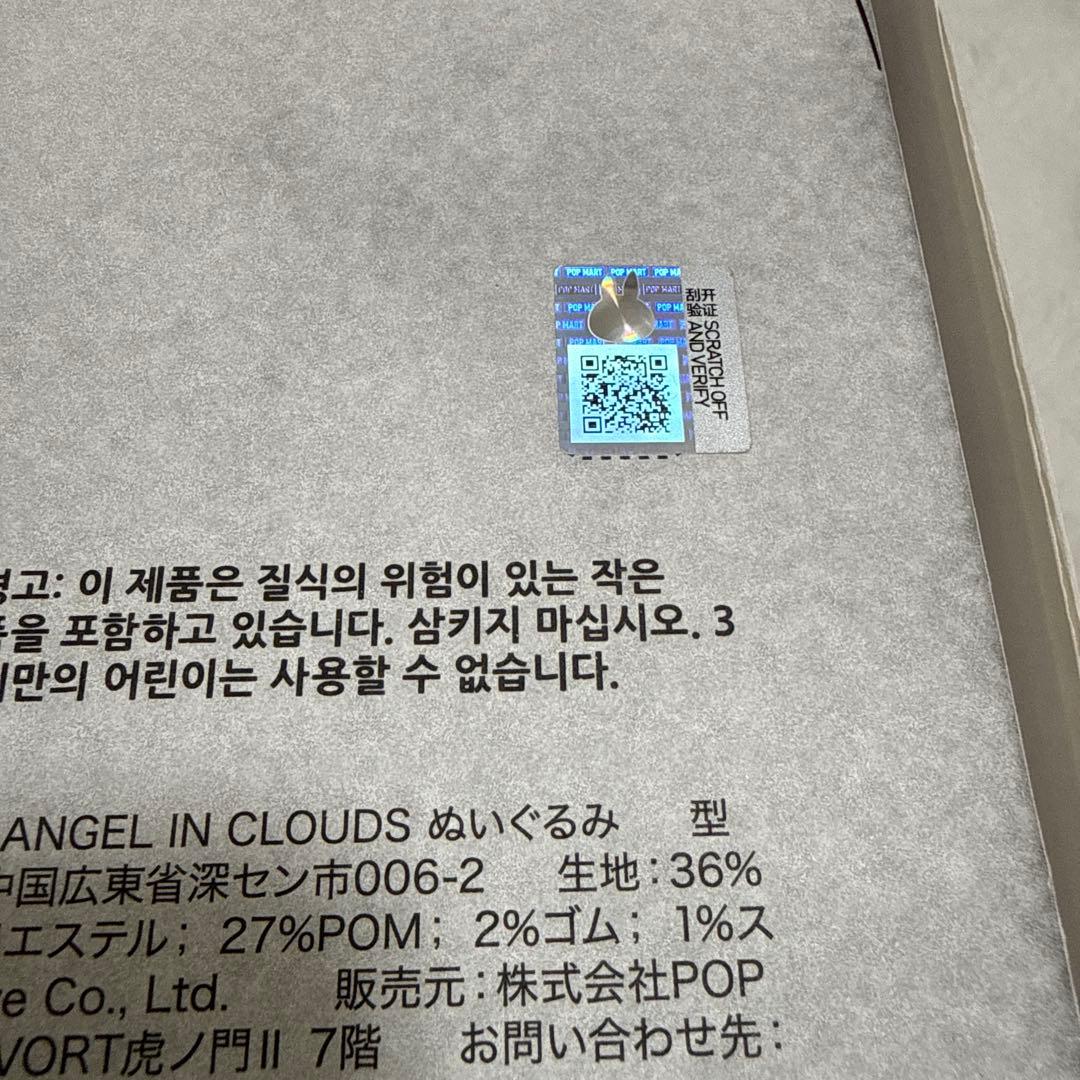 POP MART POP MART POP MA
POP MART POP MART
开 证
刮 验
SCRATCH OFF
AND VERIFY
경고: 이 제품은 질식의 위험이 있는 작은
품을 포함하고 있습니다. 삼키지 마십시오. 3
미만의 어린이는 사용할 수 없습니다.
ANGEL IN CLOUDS ぬいぐるみ 型
中国広東省深セン市006-2 生地:36%
リエステル; 27%POM; 2%ゴム; 1%ス
ve Co., Ltd. 販売元:株式会社POP
VORT虎ノ門II 7階 お問い合わせ先: